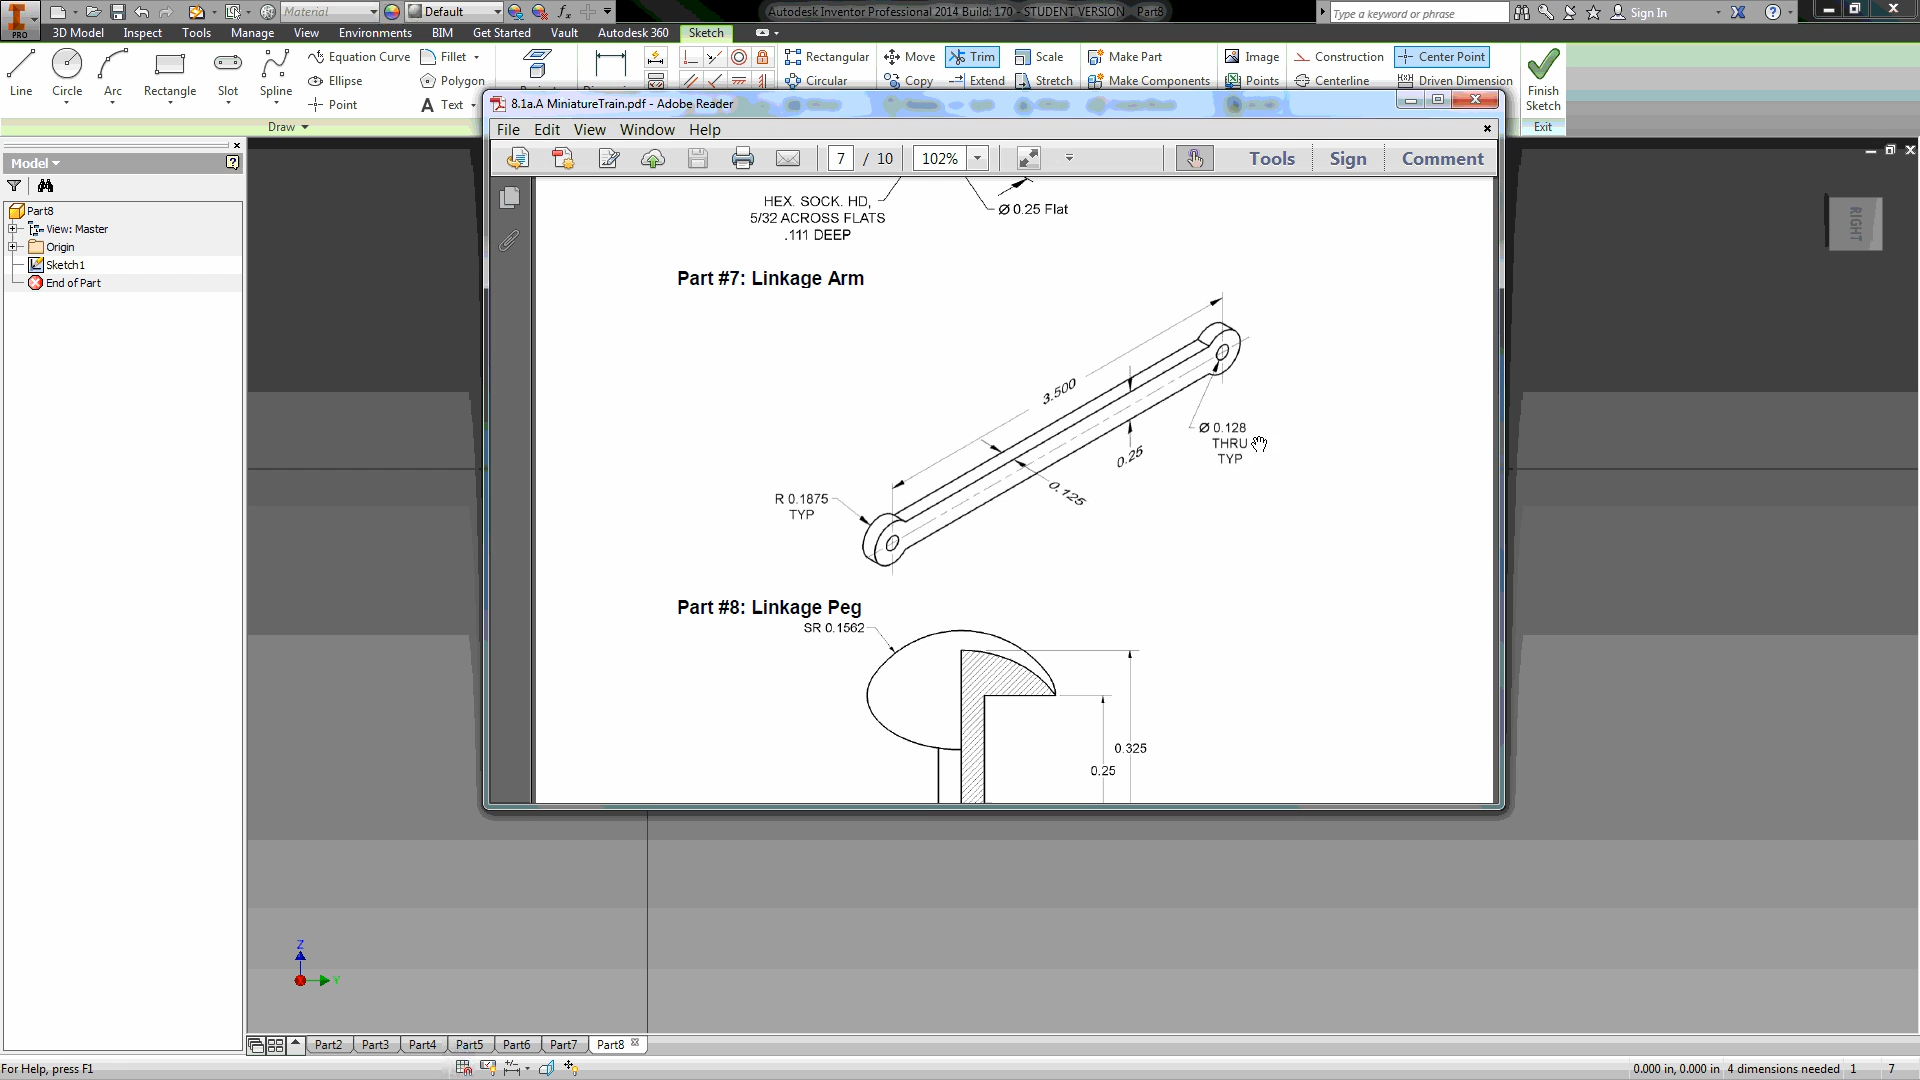 Material
Default
Autodesk Inventor Professional 2014 Build: 170 - STUDENT VERSION Part8
Type a keyword or phrase
Sign In
PRO
3D Model Inspect Tools Manage View Environments BIM Get Started Vault Autodesk 360 Sketch
Line
Circle
Arc
Rectangle
Slot
Spline
Equation Curve
Ellipse
Point
Fillet
Polygon
Text
Rectangular
Circular
Move
Copy
Trim
Extend
Scale
Stretch
Make Part
Make Components
Image
Points
Construction
Centerline
Center Point
Driven Dimension
Finish
Sketch
Draw
Exit
8.1a.A MiniatureTrain.pdf - Adobe Reader
File Edit View Window Help
7 / 10
102%
Tools Sign Comment
Model
Part8
View: Master
Origin
Sketch1
End of Part
RIGHT
HEX. SOCK. HD,
5/32 ACROSS FLATS
.111 DEEP
Ø 0.25 Flat
Part #7: Linkage Arm
3.500
Ø 0.128
THRU
TYP
0.25
0.125
R 0.1875
TYP
Part #8: Linkage Peg
SR 0.1562
0.325
0.25
Z
Y
Part2 Part3 Part4 Part5 Part6 Part7 Part8
For Help, press F1
0.000 in, 0.000 in 4 dimensions needed 1 7